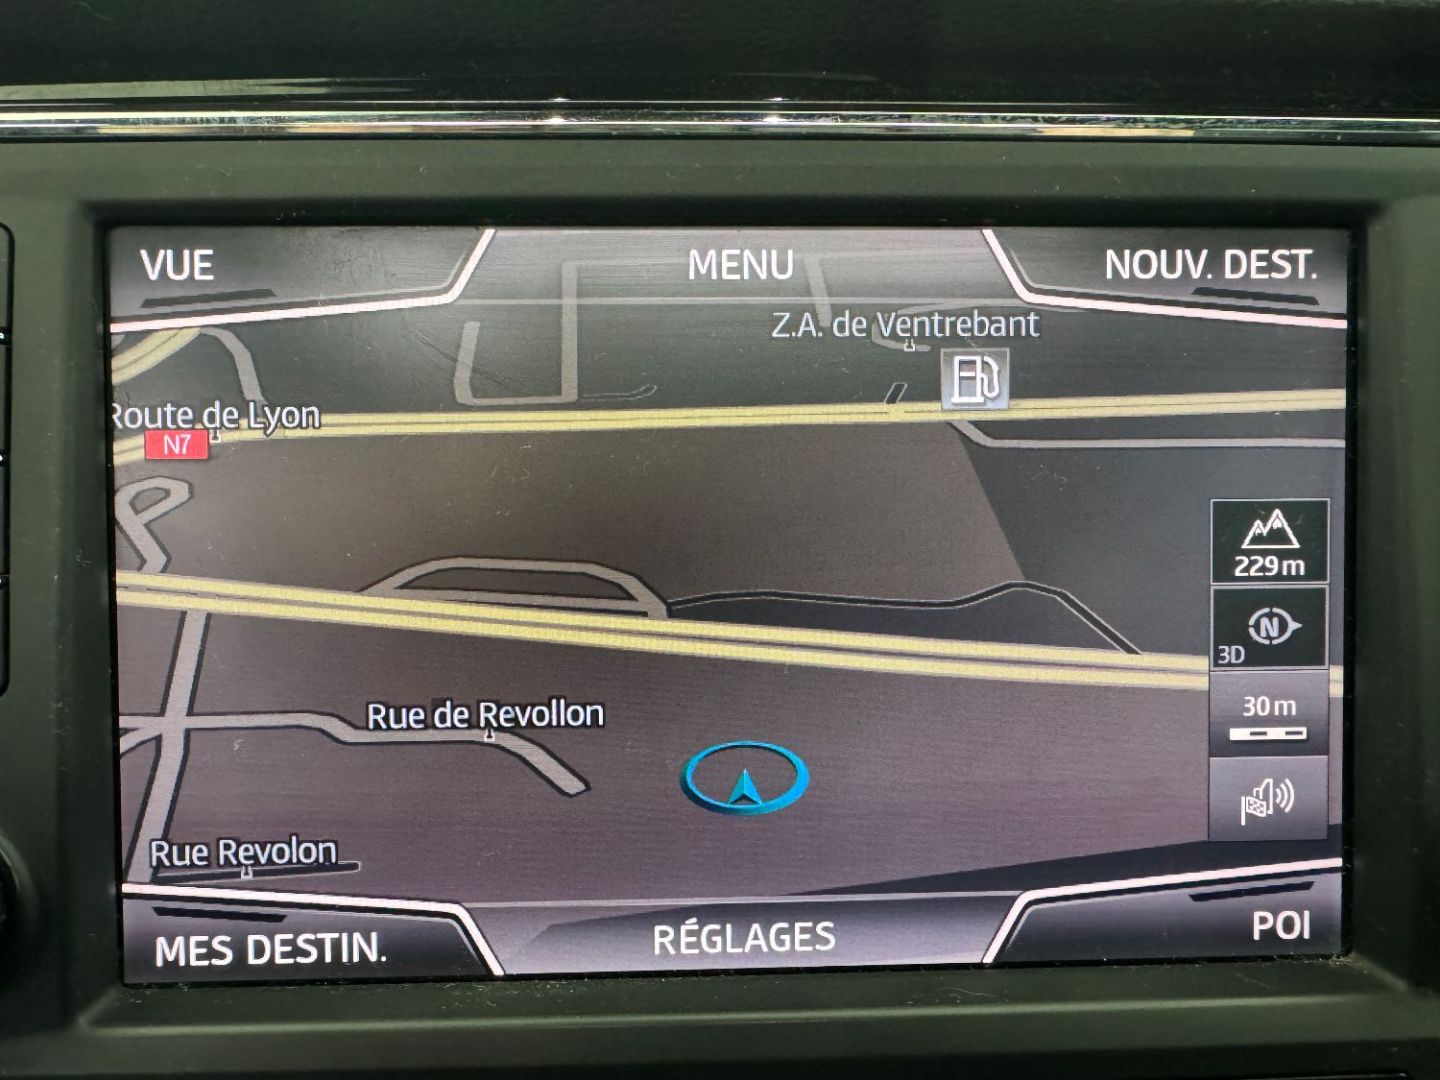 VUE
MENU
NOUV. DEST.
Z.A. de Ventrebant
Route de Lyon
N7
229m
N
3D
Rue de Revollon
30m
Rue Revolon
MES DESTIN.
RÉGLAGES
POI